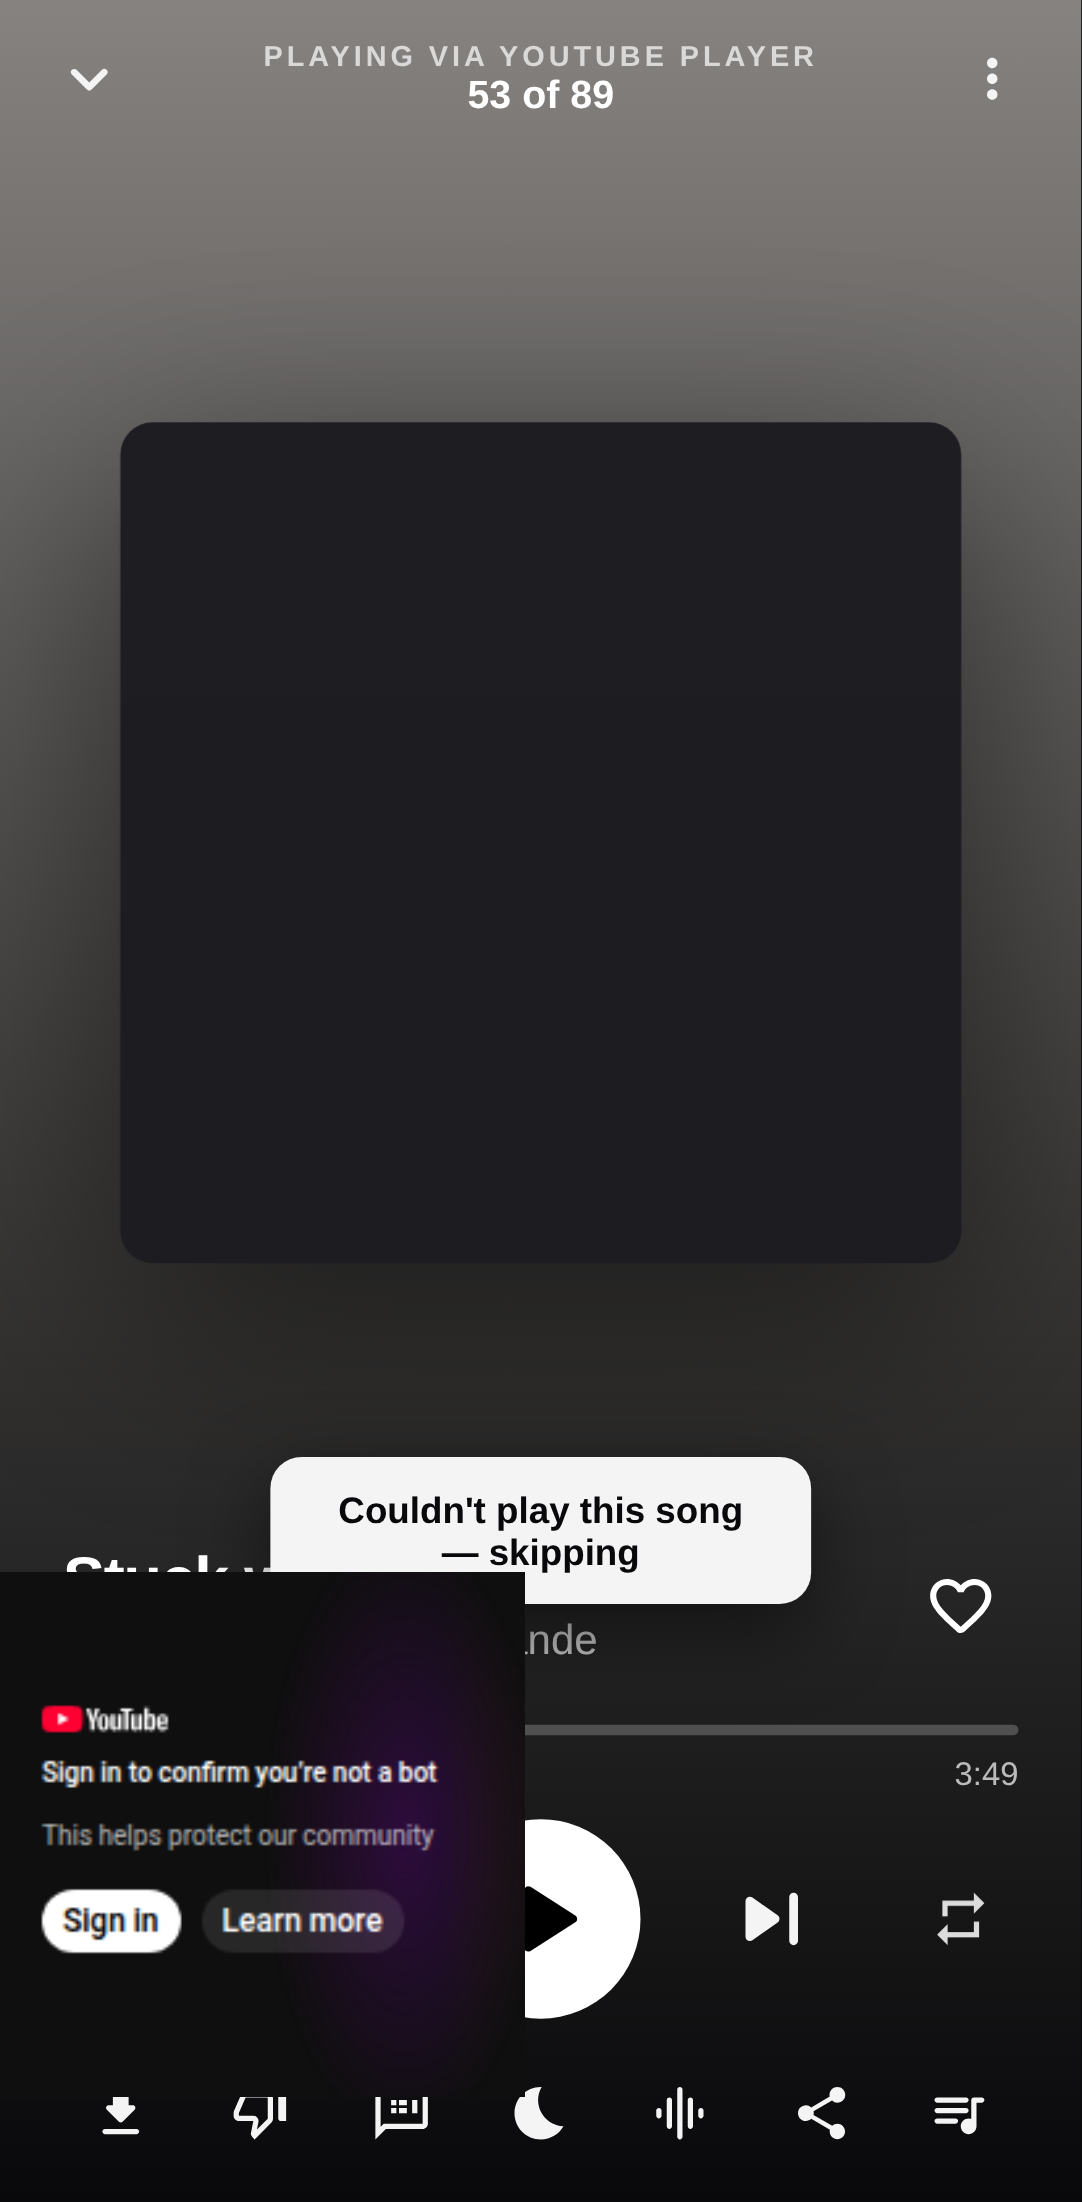 PLAYING VIA YOUTUBE PLAYER
53 of 89
Couldn't play this song
— skipping
YouTube
Sign in to confirm you're not a bot
This helps protect our community
Sign in
Learn more
3:49